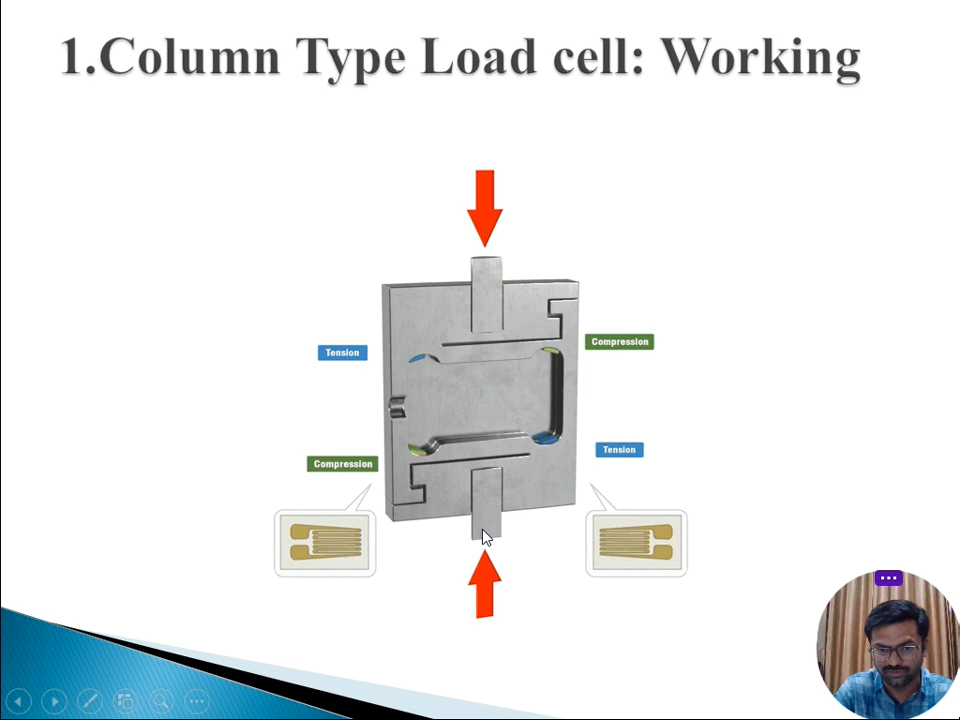 1.Column Type Load cell: Working
Compression
Tension
Tension
Compression